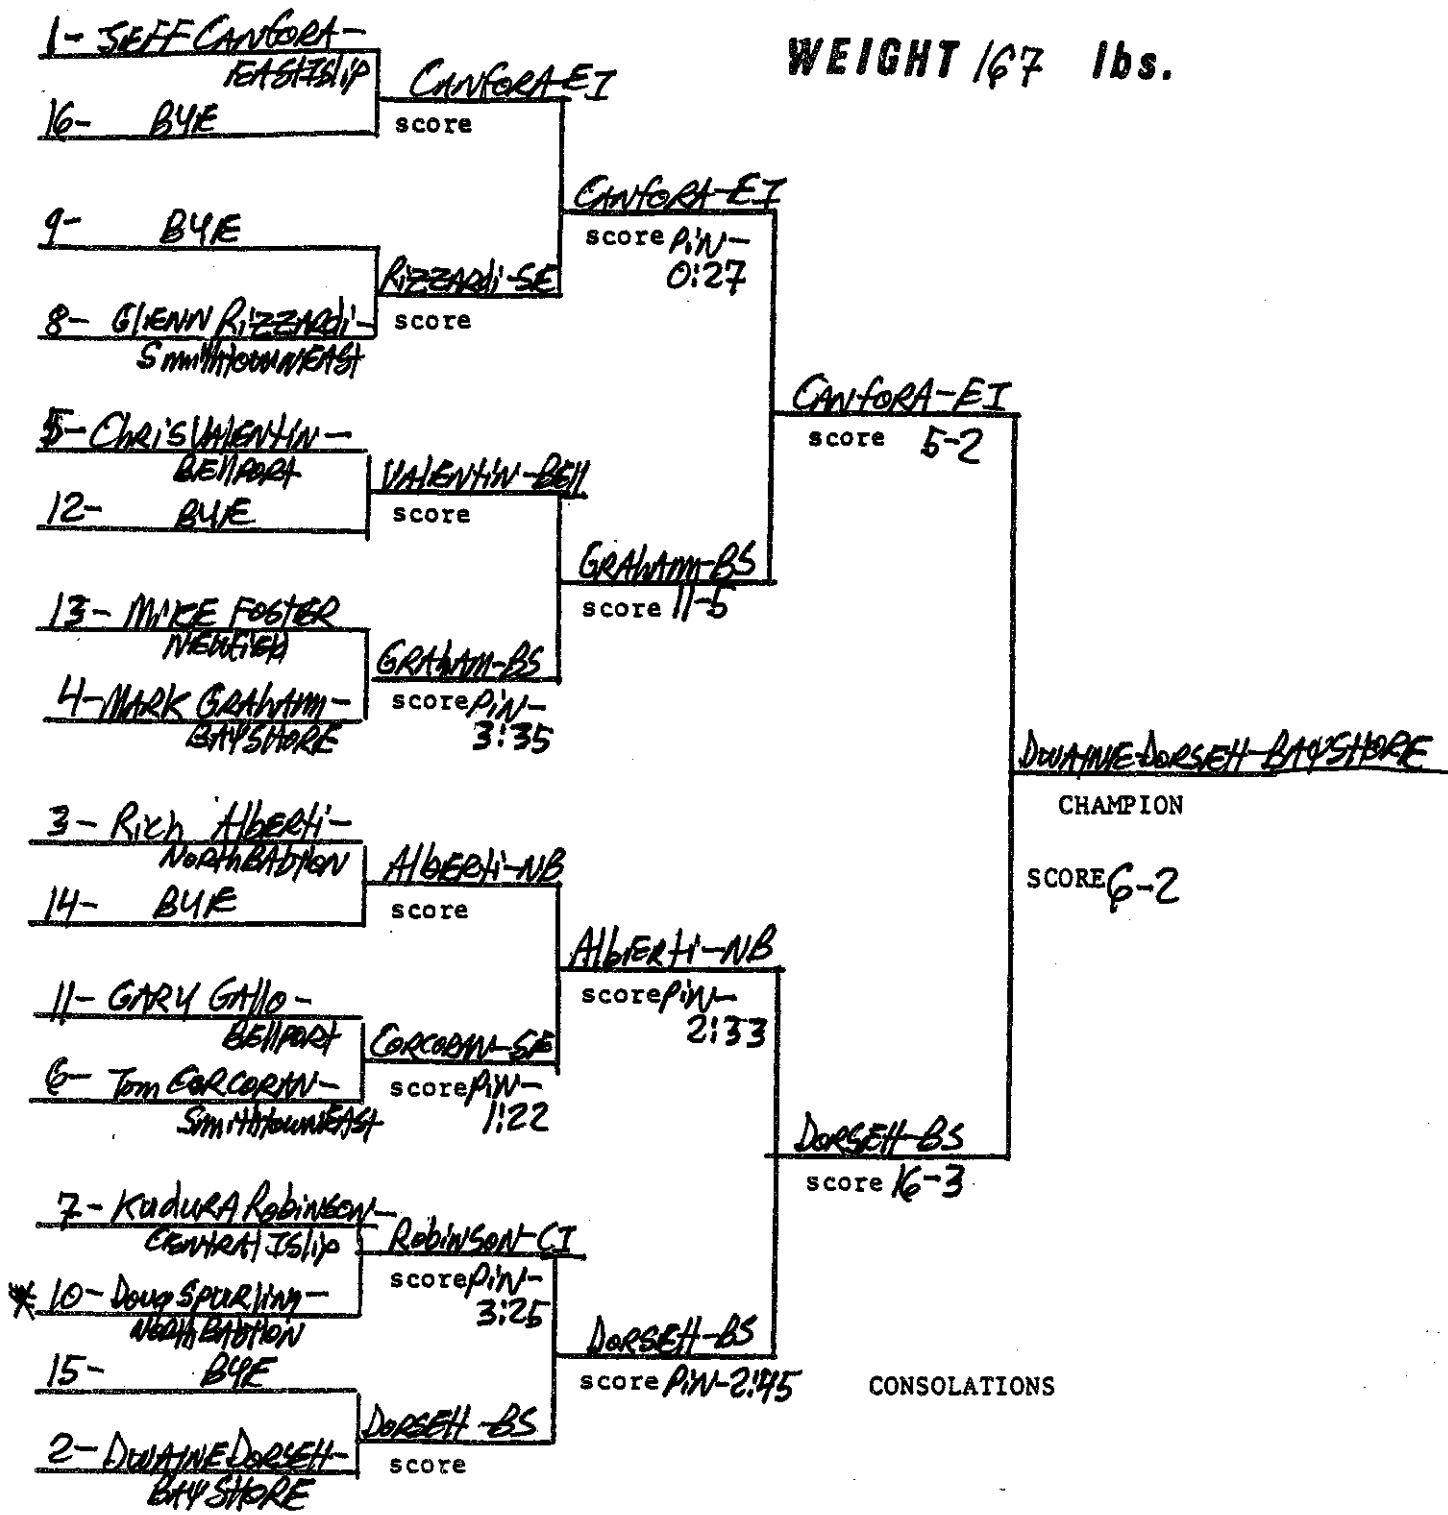 WEIGHT 167 lbs.
1- JEFF CANFORA-
EAST ISlip
16- BYE
CANFORA-EI
score
9- BYE
8- GlENN RizzARdi-
SmithtownEASt
RizzARdi-SE
score
CANFORA-EI
score PiN-
0:27
5- ChRis VAlENtiN-
BEllPORt
12- BYE
VAlENtiN-BEll
score
13- MiKE FOStER
NEWfiEld
4-MARK GRAhAm-
BAYSHORE
GRAhAm-BS
score PiN-
3:35
GRAhAm-BS
score 11-5
CANfORA-EI
score 5-2
3- Rich AlbERti-
NORth BAbylON
14- BYE
AlbERti-NB
score
11- GARY GAllo-
BEllPORt
6- Tom CORCORAN-
SmithtownEASt
CORCORAN-SE
score PiN-
1:22
AlbERti-NB
score PiN-
2:33
7- KuduRA RobiNSON-
CENtRAl ISlip
* 10- Doug SPURliNg-
NORth BAbylON
RobiNSON-CI
score PiN-
3:25
15- BYE
2- DWAiNE DORSEtt-
BAYSHORE
DORSEtt-BS
score
DORSEtt-BS
score PiN-2:45
DORSEtt-BS
score 16-3
DWAiNE DORSEtt-BAYSHORE
CHAMPION
SCORE 6-2
CONSOLATIONS